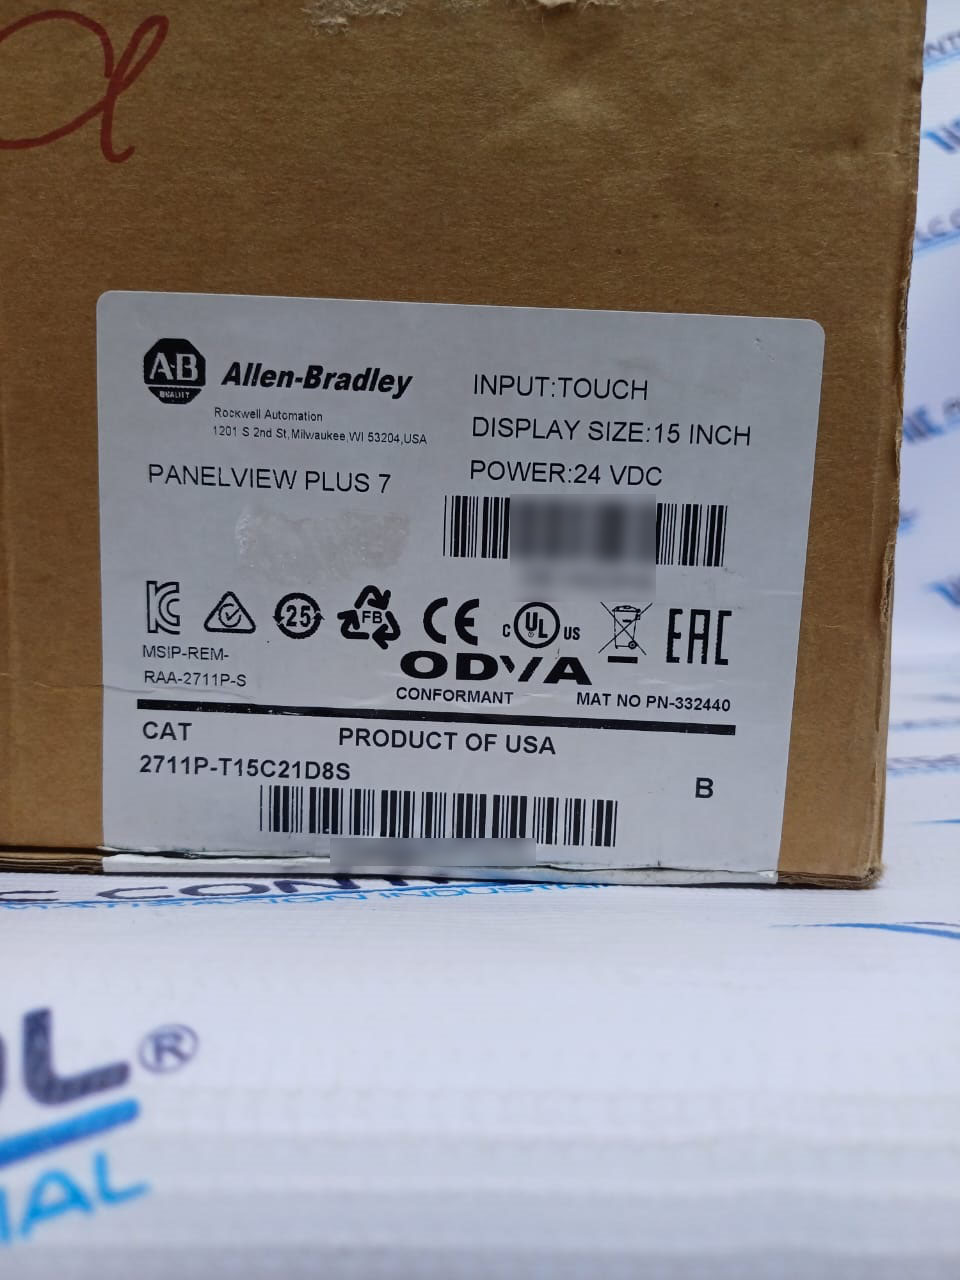 a
A-B
QUALITY
Allen-Bradley
Rockwell Automation
1201 S 2nd St, Milwaukee, WI 53204, USA
PANELVIEW PLUS 7
INPUT:TOUCH
DISPLAY SIZE:15 INCH
POWER:24 VDC
25
FB
CE
C UL US
EAC
MSIP-REM-
RAA-2711P-S
ODVA
CONFORMANT
MAT NO PN-332440
CAT
PRODUCT OF USA
2711P-T15C21D8S
B
OL®
IAL